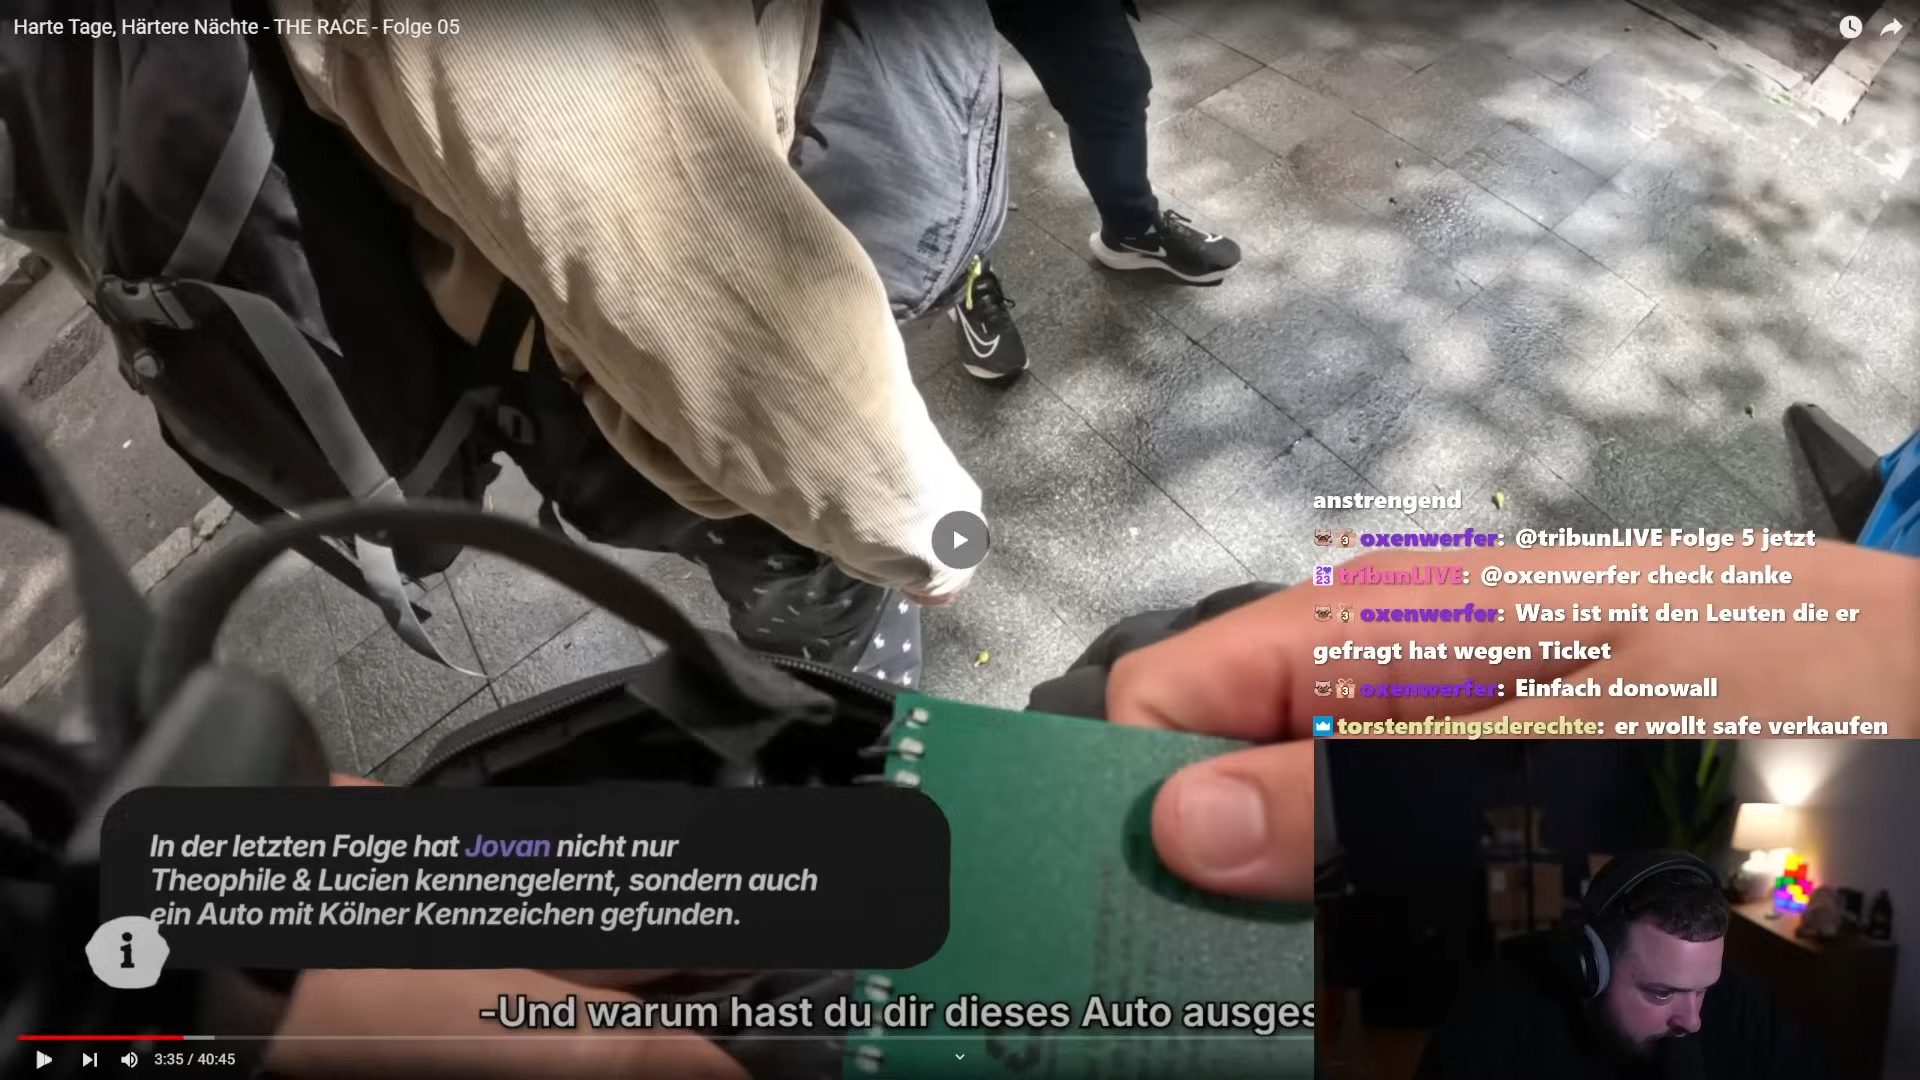 Harte Tage, Härtere Nächte - THE RACE - Folge 05
anstrengend
oxenwerfer: @tribunLIVE Folge 5 jetzt
tribunLIVE: @oxenwerfer check danke
oxenwerfer: Was ist mit den Leuten die er
gefragt hat wegen Ticket
oxenwerfer: Einfach donowall
torstenfringsderechte: er wollt safe verkaufen
In der letzten Folge hat Jovan nicht nur
Theophile & Lucien kennengelernt, sondern auch
ein Auto mit Kölner Kennzeichen gefunden.
i
-Und warum hast du dir dieses Auto ausges
3:35 / 40:45